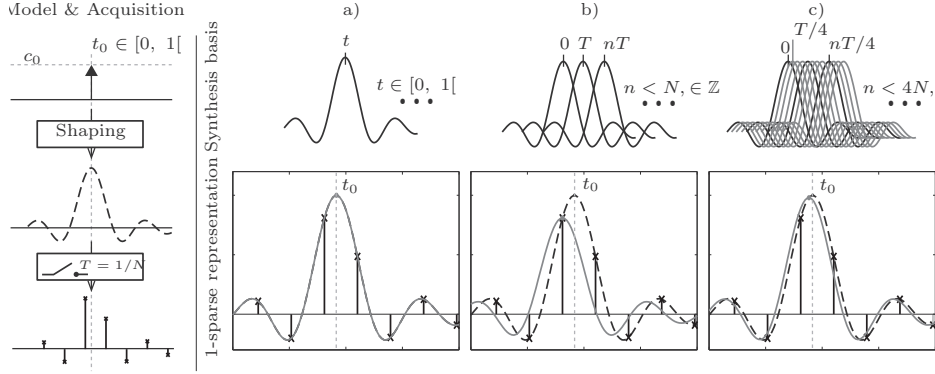 Model & Acquisition
t₀ ∈ [0, 1[
c₀
Shaping
T = 1/N
Synthesis basis
1-sparse representation
a)
t
t ∈ [0, 1[
b)
0 T nT
n < N, ∈ ℤ
c)
T/4
0 nT/4
n < 4N,
t₀
t₀
t₀